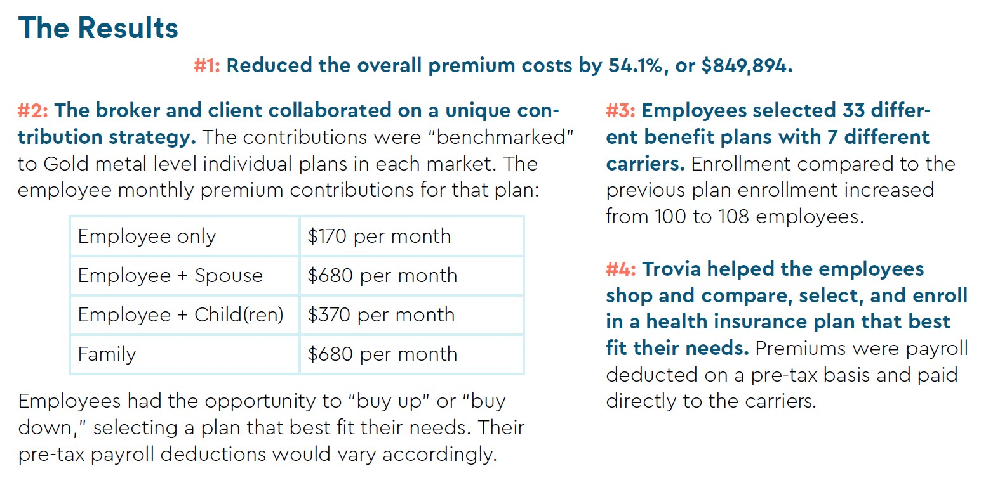 The Results
#1: Reduced the overall premium costs by 54.1%, or $849,894.
#2: The broker and client collaborated on a unique con-
tribution strategy. The contributions were “benchmarked”
to Gold metal level individual plans in each market. The
employee monthly premium contributions for that plan:
Employee only $170 per month
Employee + Spouse $680 per month
Employee + Child(ren) $370 per month
Family $680 per month
Employees had the opportunity to “buy up” or “buy
down,” selecting a plan that best fit their needs. Their
pre-tax payroll deductions would vary accordingly.
#3: Employees selected 33 differ-
ent benefit plans with 7 different
carriers. Enrollment compared to the
previous plan enrollment increased
from 100 to 108 employees.
#4: Trovia helped the employees
shop and compare, select, and enroll
in a health insurance plan that best
fit their needs. Premiums were payroll
deducted on a pre-tax basis and paid
directly to the carriers.